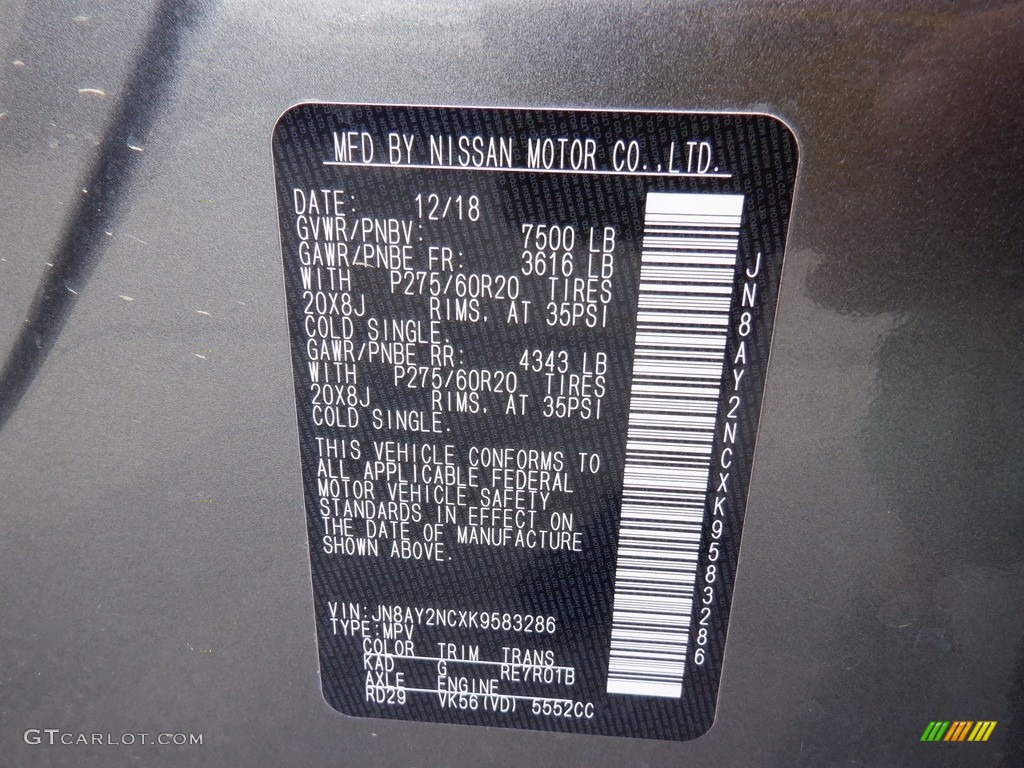 MFD BY NISSAN MOTOR CO.,LTD.
DATE: 12/18
GVWR/PNBV: 7500 LB
GAWR/PNBE FR: 3616 LB
WITH P275/60R20 TIRES
20X8J RIMS, AT 35PSI
COLD SINGLE.
GAWR/PNBE RR: 4343 LB
WITH P275/60R20 TIRES
20X8J RIMS, AT 35PSI
COLD SINGLE.
THIS VEHICLE CONFORMS TO
ALL APPLICABLE FEDERAL
MOTOR VEHICLE SAFETY
STANDARDS IN EFFECT ON
THE DATE OF MANUFACTURE
SHOWN ABOVE.
VIN:JN8AY2NCXK9583286
TYPE:MPV
COLOR TRIM TRANS
KAD G RE7R01B
AXLE ENGINE
RD29 VK56(VD) 5552CC
JN8AY2NCXK9583286
GTCARLOT.COM